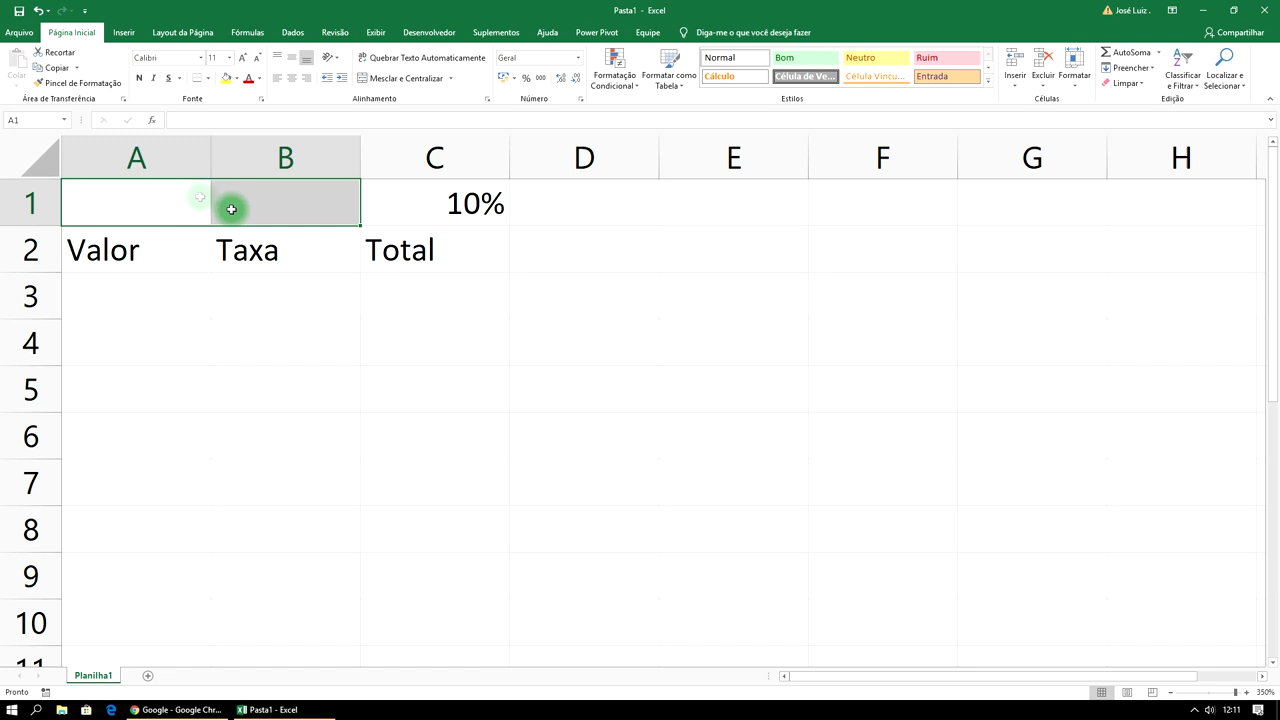 Pasta1 - Excel
José Luiz .
Arquivo Página Inicial Inserir Layout da Página Fórmulas Dados Revisão Exibir Desenvolvedor Suplementos Ajuda Power Pivot Equipe Diga-me o que você deseja fazer Compartilhar
Colar
Recortar
Copiar
Pincel de Formatação
Área de Transferência
Calibri 11
N I S
Fonte
Quebrar Texto Automaticamente
Mesclar e Centralizar
Alinhamento
Geral
% 000
Número
Formatação Condicional
Formatar como Tabela
Normal Bom Neutro Ruim
Cálculo Célula de Ve... Célula Vincu... Entrada
Estilos
Inserir Excluir Formatar
Células
AutoSoma
Preencher
Limpar
Classificar e Filtrar
Localizar e Selecionar
Edição
A1 fx
A B C D E F G H
1 10%
2 Valor Taxa Total
3
4
5
6
7
8
9
10
11
Planilha1
Pronto 350%
Google - Google Chr... Pasta1 - Excel 12:11